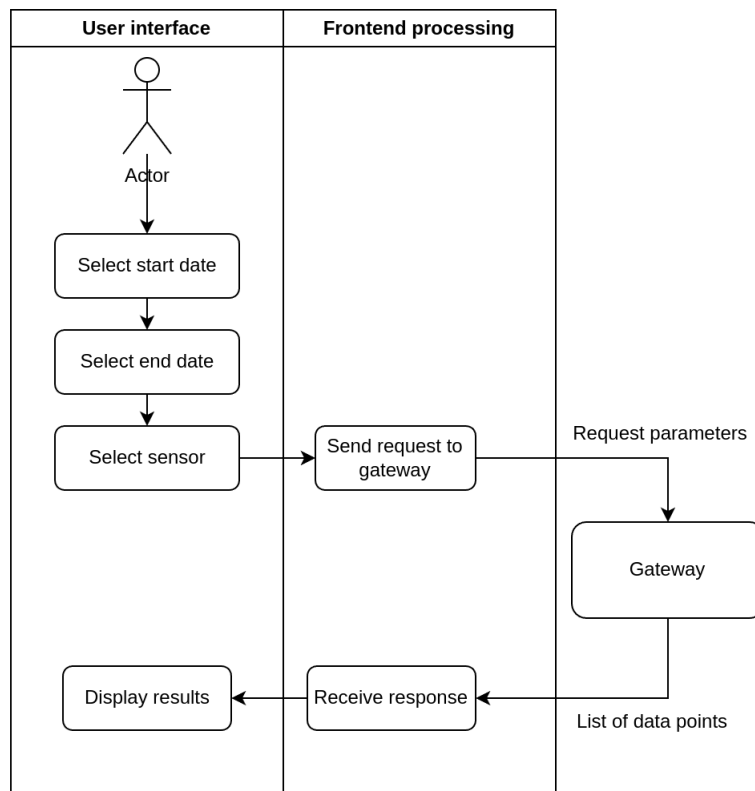 User interface
Frontend processing
Actor
Select start date
Select end date
Select sensor
Send request to
gateway
Request parameters
Gateway
Display results
Receive response
List of data points